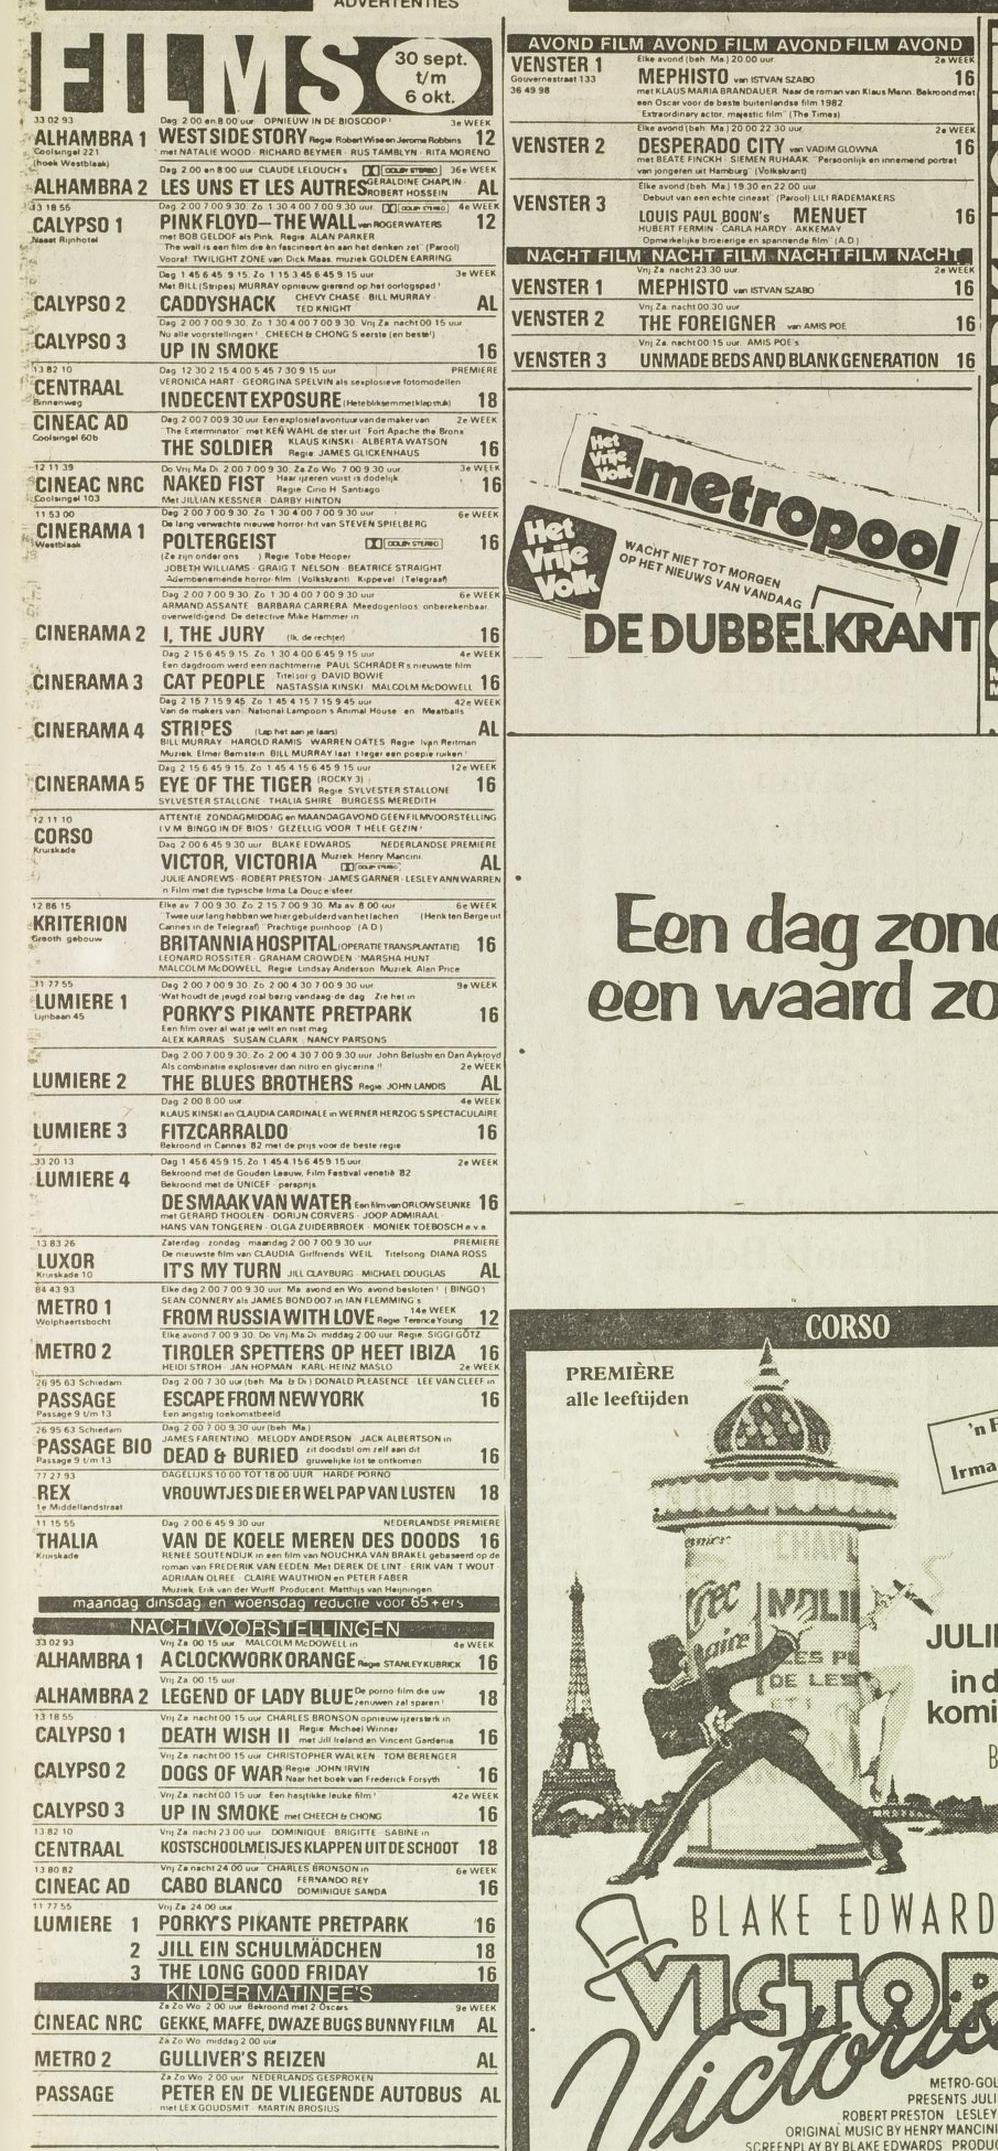 ADVERTENTIES
FILMS
30 sept.
t/m
6 okt.
33 02 93
Dag. 2.00 en 8.00 uur OPNIEUW IN DE BIOSCOOP! 3e WEEK
ALHAMBRA 1 WEST SIDE STORY Regie Robert Wise en Jerome Robbins 12
Coolsingel 221
(hoek Westblaak)
met NATALIE WOOD · RICHARD BEYMER · RUS TAMBLYN · RITA MORENO
Dag. 2.00 en 8.00 uur CLAUDE LELOUCH's DOLBY STEREO 36e WEEK
ALHAMBRA 2 LES UNS ET LES AUTRES GERALDINE CHAPLIN · ROBERT HOSSEIN AL
13 18 55
Dag. 2.00 7.00 9.30. Zo. 1.30 4.00 7.00 9.30 uur. DOLBY STEREO 4e WEEK
CALYPSO 1 PINK FLOYD—THE WALL van ROGER WATERS 12
Naast Rijnhotel
met BOB GELDOF als Pink. Regie: ALAN PARKER
"The wall is een film die én fascineert én aan het denken zet" (Parool)
Vooraf: TWILIGHT ZONE van Dick Maas, muziek GOLDEN EARRING
Dag. 1.45 6.45 9.15. Zo. 1.15 3.45 6.45 9.15 uur 3e WEEK
Met BILL (Stripes) MURRAY opnieuw gierend op het oorlogspad!
CALYPSO 2 CADDYSHACK CHEVY CHASE · BILL MURRAY · TED KNIGHT AL
Dag. 2.00 7.00 9.30. Zo. 1.30 4.00 7.00 9.30. Vrij. Za. nacht 00.15 uur
Nu alle voorstellingen! CHEECH & CHONG'S eerste (en beste!)
CALYPSO 3 UP IN SMOKE 16
13 82 10
Dag. 12.30 2.15 4.00 5.45 7.30 9.15 uur PREMIERE
CENTRAAL
Binnenweg
VERONICA HART · GEORGINA SPELVIN als sexplosieve fotomodellen
INDECENT EXPOSURE (Hete bliksem met klapstuk) 18
CINEAC AD
Coolsingel 60b
Dag. 2.00 7.00 9.30 uur. Een explosief avontuur van de maker van 2e WEEK
"The Exterminator" met KEN WAHL de ster uit "Fort Apache the Bronx"
THE SOLDIER KLAUS KINSKI · ALBERTA WATSON 16
Regie: JAMES GLICKENHAUS
12 11 39
Do. Vrij. Ma. Di. 2.00 7.00 9.30. Za. Zo. Wo. 7.00 9.30 uur. 3e WEEK
CINEAC NRC NAKED FIST Haar ijzeren vuist is dodelijk 16
Coolsingel 103
Regie: Cirio H. Santiago
Met JILLIAN KESSNER · DARBY HINTON
11 53 00
Dag. 2.00 7.00 9.30. Zo. 1.30 4.00 7.00 9.30 uur 6e WEEK
CINERAMA 1
Westblaak
De lang verwachte nieuwe horror-hit van STEVEN SPIELBERG
POLTERGEIST DOLBY STEREO 16
(Ze zijn onder ons ) Regie: Tobe Hooper
JOBETH WILLIAMS · GRAIG T. NELSON · BEATRICE STRAIGHT
"Adembenemende horror-film" (Volkskrant) "Kippevel" (Telegraaf)
Dag. 2.00 7.00 9.30. Zo. 1.30 4.00 7.00 9.30 uur 6e WEEK
ARMAND ASSANTE · BARBARA CARRERA. Meedogenloos, onberekenbaar,
overweldigend. De detective Mike Hammer in
CINERAMA 2 I, THE JURY (Ik, de rechter) 16
Dag. 2.15 6.45 9.15. Zo. 1.30 4.00 6.45 9.15 uur 4e WEEK
Een dagdroom werd een nachtmerrie. PAUL SCHRADER's nieuwste film
CINERAMA 3 CAT PEOPLE Titelsong DAVID BOWIE 16
NASTASSIA KINSKI · MALCOLM McDOWELL
Dag. 2.15 7.15 9.45. Zo. 1.45 4.15 7.15 9.45 uur 42e WEEK
Van de makers van National Lampoon's Animal House en Meatballs
CINERAMA 4 STRIPES (Lap het aan je laars) AL
BILL MURRAY · HAROLD RAMIS · WARREN OATES. Regie: Ivan Reitman
Muziek: Elmer Bernstein. BILL MURRAY laat 't leger een poepie ruiken!
Dag. 2.15 6.45 9.15. Zo. 1.45 4.15 6.45 9.15 uur 12e WEEK
CINERAMA 5 EYE OF THE TIGER (ROCKY 3) 16
Regie: SYLVESTER STALLONE
SYLVESTER STALLONE · THALIA SHIRE · BURGESS MEREDITH
12 11 10
CORSO
Kruiskade
ATTENTIE: ZONDAGMIDDAG en MAANDAGAVOND GEEN FILMVOORSTELLING
I.V.M. BINGO IN DE BIOS! GEZELLIG VOOR 'T HELE GEZIN!
Dag. 2.00 6.45 9.30 uur. BLAKE EDWARDS NEDERLANDSE PREMIERE
VICTOR, VICTORIA Muziek: Henry Mancini DOLBY STEREO AL
JULIE ANDREWS · ROBERT PRESTON · JAMES GARNER · LESLEY ANN WARREN
'n Film met die typische Irma La Douce sfeer
12 86 15
KRITERION
Groothgebouw
Elke av. 7.00 9.30. Zo. 2.15 7.00 9.30. Ma. av. 8.00 uur 6e WEEK
"Twee uur lang hebben we hier gebulderd van het lachen (Henk ten Berge uit
Cannes in de Telegraaf) "Prachtige puinhoop" (A.D.)
BRITANNIA HOSPITAL (OPERATIE TRANSPLANTATIE) 16
LEONARD ROSSITER · GRAHAM CROWDEN · MARSHA HUNT
MALCOLM McDOWELL. Regie: Lindsay Anderson. Muziek: Alan Price
11 77 55
LUMIERE 1
Lijnbaan 45
Dag. 2.00 7.00 9.30. Zo. 2.00 4.30 7.00 9.30 uur 9e WEEK
Wat houdt de jeugd zoal bezig vandaag-de-dag. Zie het in
PORKY'S PIKANTE PRETPARK 16
Een film over al wat je wilt en niet mag
ALEX KARRAS · SUSAN CLARK · NANCY PARSONS
Dag. 2.00 7.00 9.30. Zo. 2.00 4.30 7.00 9.30 uur. John Belushi en Dan Aykroyd
Als combinatie explosiever dan nitro en glycerine!! 2e WEEK
LUMIERE 2 THE BLUES BROTHERS Regie: JOHN LANDIS AL
Dag. 2.00 8.00 uur 4e WEEK
KLAUS KINSKI en CLAUDIA CARDINALE in WERNER HERZOG'S SPECTACULAIRE
LUMIERE 3 FITZCARRALDO 16
Bekroond in Cannes '82 met de prijs voor de beste regie
33 20 13
LUMIERE 4
Dag. 1.45 6.45 9.15. Zo. 1.45 4.15 6.45 9.15 uur. 2e WEEK
Bekroond met de Gouden Leeuw, Film Festival venetië '82
Bekroond met de UNICEF - persprijs
DE SMAAK VAN WATER Een film van ORLOW SEUNKE 16
met GERARD THOOLEN · DORIJN CURVERS · JOOP ADMIRAAL ·
HANS VAN TONGEREN · OLGA ZUIDERBROEK · MONIEK TOEBOSCH e.v.a.
13 83 26
LUXOR
Kruiskade 10
Zaterdag · zondag · maandag 2.00 7.00 9.30 uur PREMIERE
De nieuwste film van CLAUDIA Girlfriends WEIL. Titelsong: DIANA ROSS
IT'S MY TURN JILL CLAYBURG · MICHAEL DOUGLAS AL
84 43 93
METRO 1
Wolphaertsbocht
Elke dag 2.00 7.00 9.30 uur. Ma. avond en Wo. avond besloten! (BINGO!)
SEAN CONNERY als JAMES BOND 007 in IAN FLEMMING's
FROM RUSSIA WITH LOVE 14e WEEK Regie Terence Young 12
Elke avond 7.00 9.30. Do. Vrij. Ma. Di. middag 2.00 uur. Regie: SIGGI GÖTZ
METRO 2 TIROLER SPETTERS OP HEET IBIZA 16
HEIDI STROH · JAN HOPMAN · KARL-HEINZ MASLO 2e WEEK
26 95 63 Schiedam
Dag. 2.00 7.30 uur (beh. Ma. & Di.) DONALD PLEASENCE · LEE VAN CLEEF in
PASSAGE ESCAPE FROM NEW YORK 16
Passage 9 t/m 13
Een angstig toekomstbeeld
26 95 63 Schiedam
Dag. 2.00 7.00 9.30 uur (beh. Ma.)
JAMES FARENTINO · MELODY ANDERSON · JACK ALBERTSON in
PASSAGE BIO DEAD & BURIED zit doodstil om zelf aan dit gruwelijke lot te ontkomen 16
Passage 9 t/m 13
77 27 93
DAGELIJKS 10.00 TOT 18.00 UUR HARDE PORNO
REX VROUWTJES DIE ER WEL PAP VAN LUSTEN 18
1e Middellandstraat
11 15 55
Dag. 2.00 6.45 9.30 uur NEDERLANDSE PREMIERE
THALIA VAN DE KOELE MEREN DES DOODS 16
Kruiskade
RENEE SOUTENDIJK in een film van NOUCHKA VAN BRAKEL gebaseerd op de
roman van FREDERIK VAN EEDEN. Met DEREK DE LINT · ERIK VAN 'T WOUT ·
ADRIAAN OLREE · CLAIRE WAUTHION en PETER FABER
Muziek: Erik van der Wurff. Producent: Matthijs van Heijningen
maandag dinsdag en woensdag reductie voor 65+ers
NACHTVOORSTELLINGEN
33 02 93
Vrij. Za. 00.15 uur MALCOLM McDOWELL in 4e WEEK
ALHAMBRA 1 A CLOCKWORK ORANGE Regie STANLEY KUBRICK 16
Vrij. Za. 00.15 uur
ALHAMBRA 2 LEGEND OF LADY BLUE De porno-film die uw zenuwen zal sparen! 18
13 18 55
Vrij. Za. nacht 00.15 uur. CHARLES BRONSON opnieuw ijzersterk in
CALYPSO 1 DEATH WISH II Regie: Michael Winner 16
met Jill Ireland en Vincent Gardenia
Vrij. Za. nacht 00.15 uur CHRISTOPHER WALKEN · TOM BERENGER
CALYPSO 2 DOGS OF WAR Regie: JOHN IRVIN 16
Naar het boek van Frederick Forsyth
Vrij. Za. nacht 00.15 uur. Een hasjtikke leuke film! 42e WEEK
CALYPSO 3 UP IN SMOKE met CHEECH & CHONG 16
13 82 10
Vrij. Za. nacht 23.00 uur. DOMINIQUE · BRIGITTE · SABINE in
CENTRAAL KOSTSCHOOLMEISJES KLAPPEN UIT DE SCHOOT 18
13 80 82
Vrij. Za. nacht 24.00 uur CHARLES BRONSON in 6e WEEK
CINEAC AD CABO BLANCO FERNANDO REY DOMINIQUE SANDA 16
11 77 55
Vrij. Za. 24.00 uur
LUMIERE 1 PORKY'S PIKANTE PRETPARK 16
2 JILL EIN SCHULMÄDCHEN 18
3 THE LONG GOOD FRIDAY 16
KINDER MATINEE'S
Za. Zo. Wo. 2.00 uur Bekroond met 2 Oscars 9e WEEK
CINEAC NRC GEKKE, MAFFE, DWAZE BUGS BUNNY FILM AL
Za. Zo. Wo. middag 2.00 uur
METRO 2 GULLIVER'S REIZEN AL
Za. Zo. Wo. 2.00 uur NEDERLANDS GESPROKEN
PASSAGE PETER EN DE VLIEGENDE AUTOBUS AL
met LEX GOUDSMIT · MARTIN BROSIUS
AVOND FILM AVOND FILM AVOND FILM AVOND
Elke avond (beh. Ma.) 20.00 uur 2e WEEK
VENSTER 1 MEPHISTO van ISTVAN SZABO 16
Gouvernestraat 133
36 49 98
met KLAUS MARIA BRANDAUER. Naar de roman van Klaus Mann. Bekroond met
een Oscar voor de beste buitenlandse film 1982.
"Extraordinary actor, majestic film" (The Times)
Elke avond (beh. Ma.) 20.00 22.30 uur 2e WEEK
VENSTER 2 DESPERADO CITY van VADIM GLOWNA 16
met BEATE FINCKH · SIEMEN RUHAAK "Persoonlijk en innemend portret
van jongeren uit Hamburg" (Volkskrant)
Elke avond (beh. Ma.) 19.30 en 22.00 uur
"Debuut van een echte cineast" (Parool) LILI RADEMAKERS
VENSTER 3 LOUIS PAUL BOON's MENUET 16
HUBERT FERMIN · CARLA HARDY · AKKEMAY
"Opmerkelijke broeierige en spannende film" (A.D.)
NACHT FILM NACHT FILM NACHT FILM NACHT
Vrij. Za. nacht 23.30 uur. 2e WEEK
VENSTER 1 MEPHISTO van ISTVAN SZABO 16
Vrij. Za. nacht 00.30 uur
VENSTER 2 THE FOREIGNER van AMIS POE 16
Vrij. Za. nacht 00.15 uur. AMIS POE's
VENSTER 3 UNMADE BEDS AND BLANK GENERATION 16
Het
Vrije
Volk
metropool
Het
Vrije
Volk
WACHT NIET TOT MORGEN
OP HET NIEUWS VAN VANDAAG
DE DUBBELKRANT
Een dag zon
een waard zo
CORSO
PREMIÈRE
alle leeftijden
'n F
Irma
MOULI
DE LES
JULI
in d
komi
B
BLAKE EDWARD
VICTOR
Victoria
METRO-GOL
PRESENTS JULI
ROBERT PRESTON LESLEY
ORIGINAL MUSIC BY HENRY MANCINI
SCREENPLAY BY BLAKE EDWARDS PRODUC